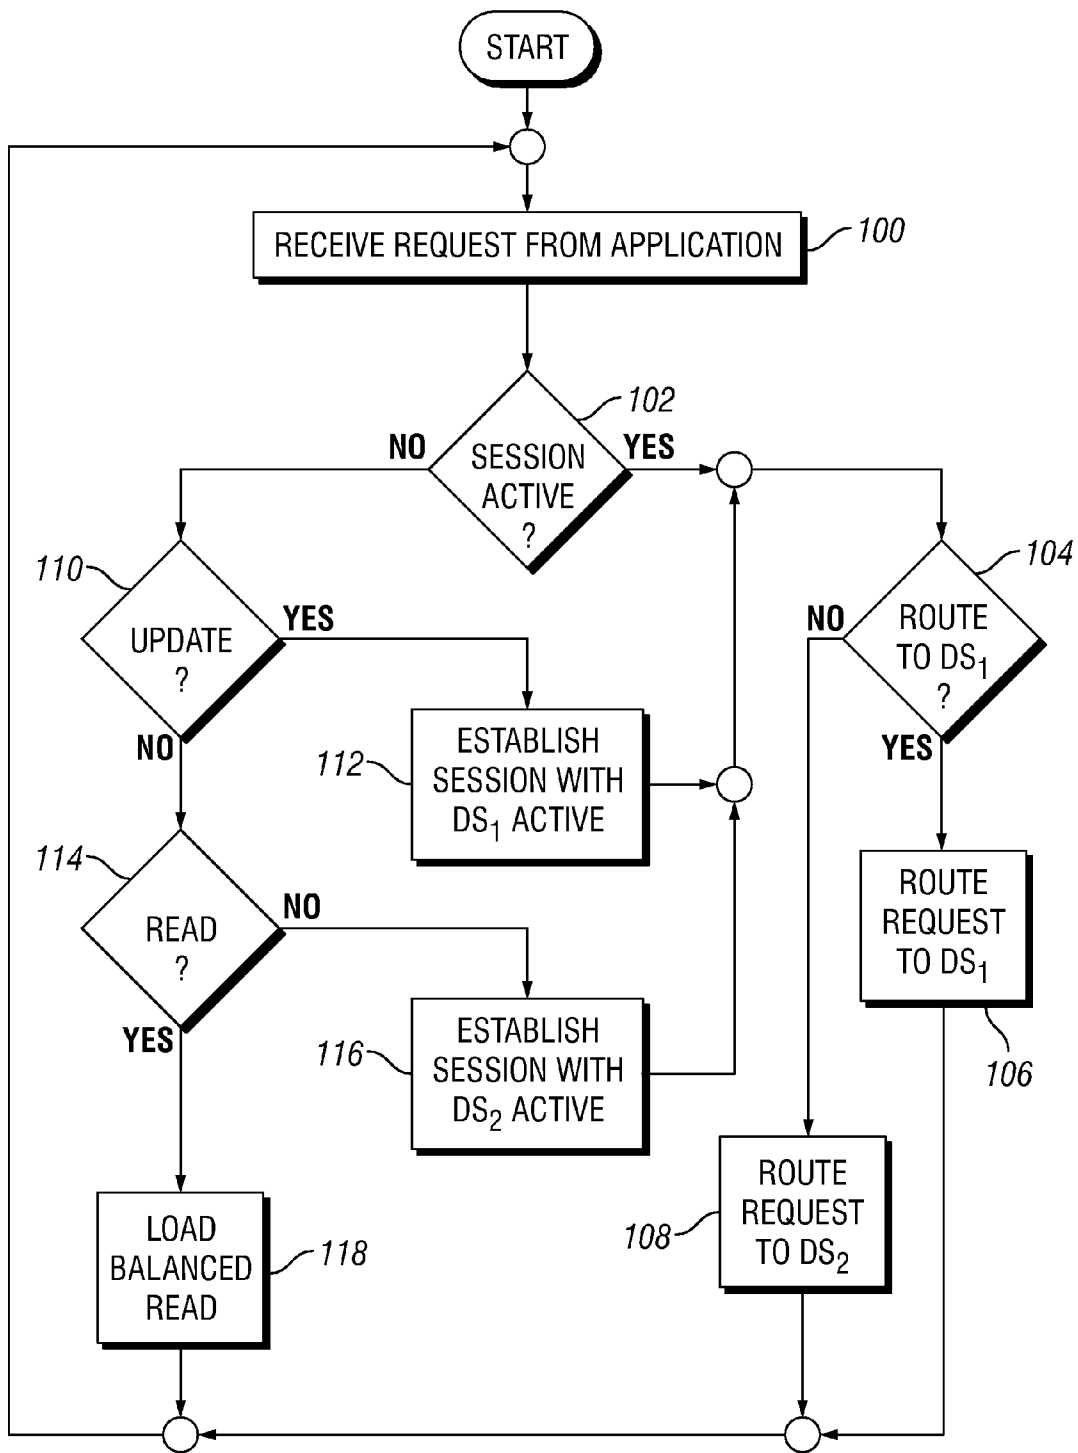 START
RECEIVE REQUEST FROM APPLICATION
100
102
NO
YES
SESSION
ACTIVE
?
110
UPDATE
?
YES
NO
104
NO
ROUTE
TO DS₁
?
YES
112
ESTABLISH
SESSION WITH
DS₁ ACTIVE
114
READ
?
NO
YES
ROUTE
REQUEST
TO DS₁
106
116
ESTABLISH
SESSION WITH
DS₂ ACTIVE
108
ROUTE
REQUEST
TO DS₂
LOAD
BALANCED
READ
118